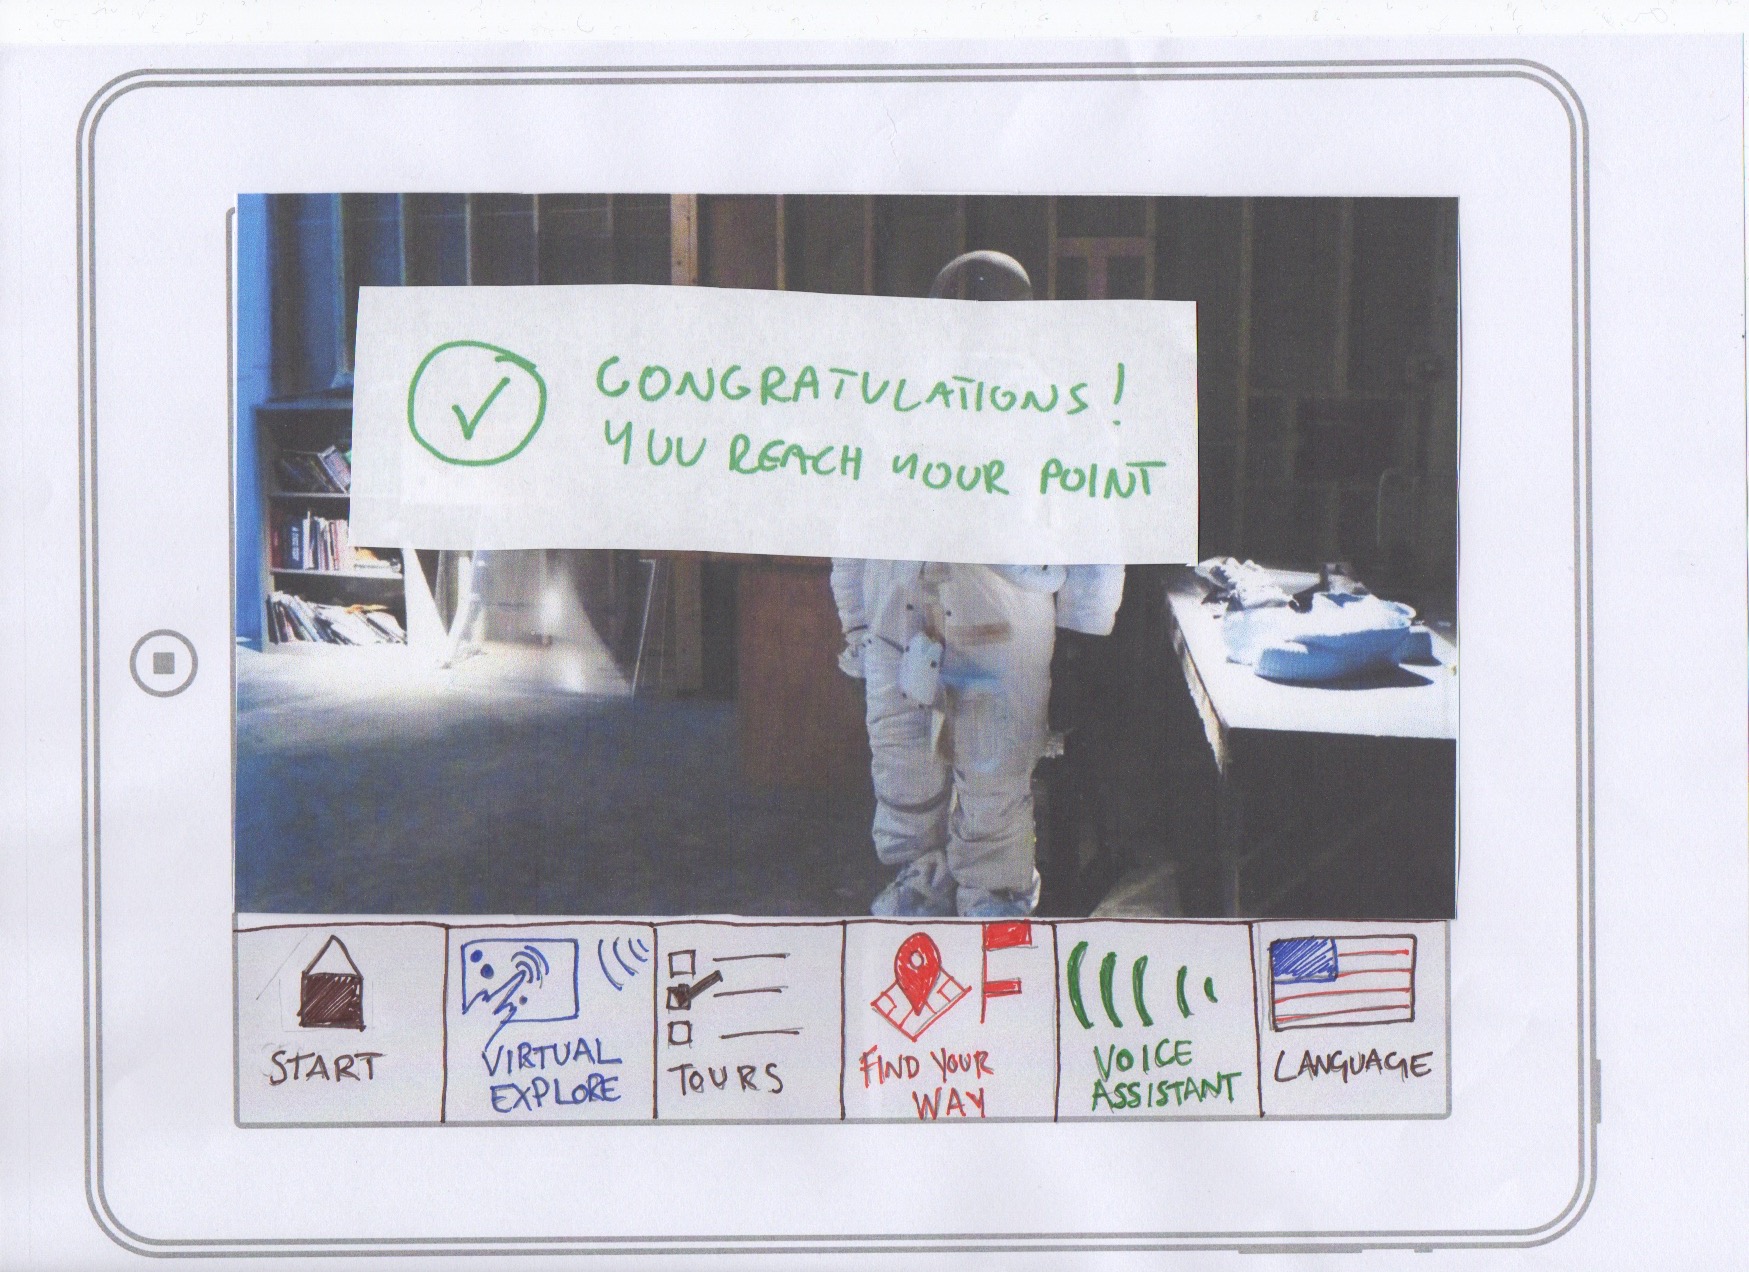 CONGRATULATIONS!
YUU REACH YOUR POINT
START
VIRTUAL
EXPLORE
TOURS
FIND YOUR
WAY
VOICE
ASSISTANT
LANGUAGE